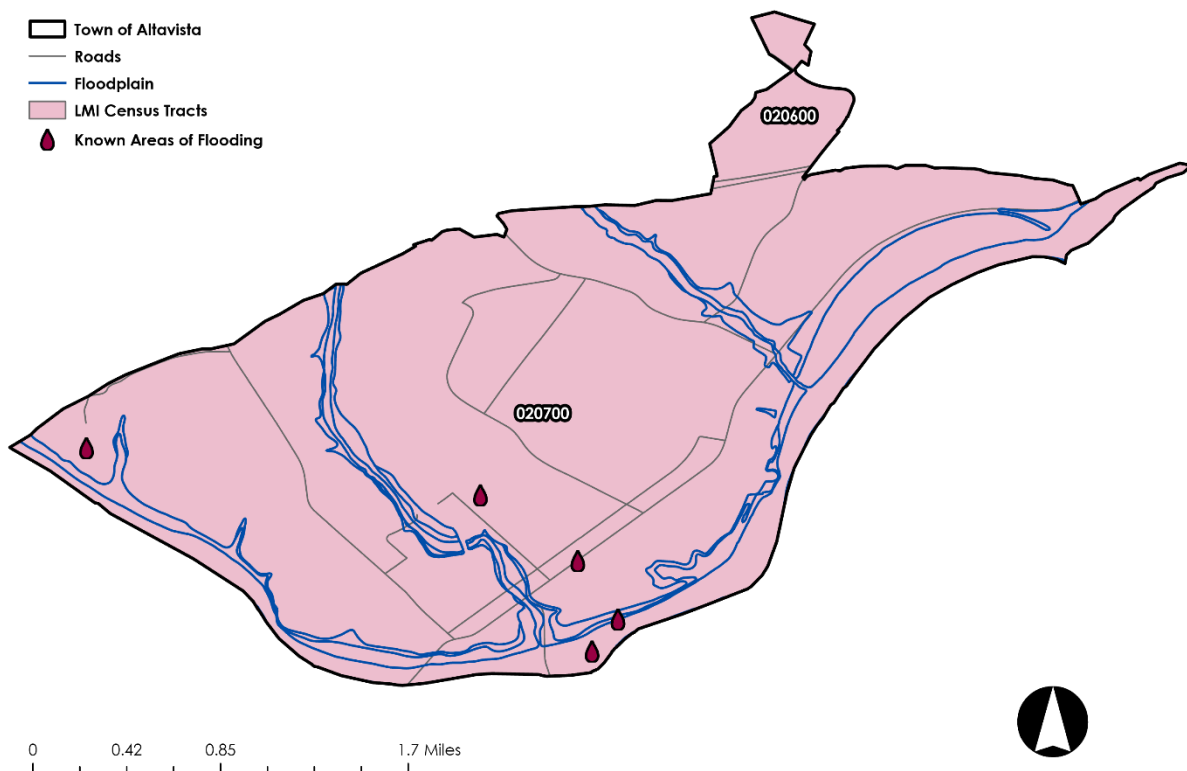 Town of Altavista
Roads
Floodplain
LMI Census Tracts
Known Areas of Flooding
020600
020700
0 0.42 0.85 1.7 Miles